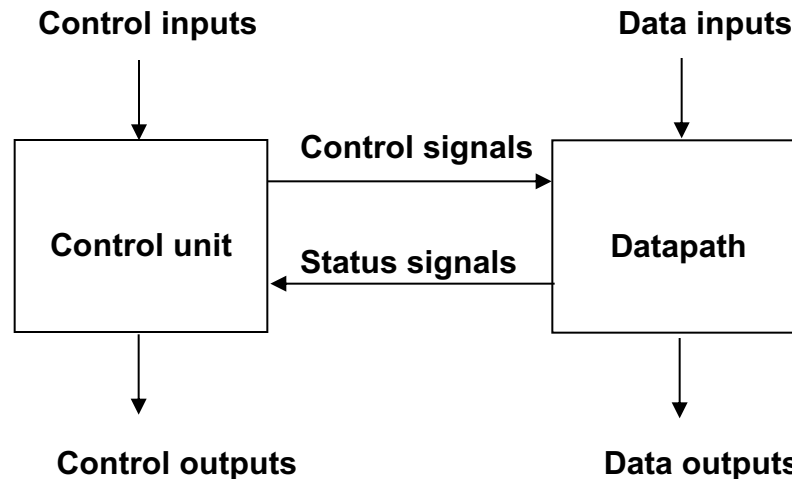 Control inputs
Data inputs
Control signals
Control unit
Datapath
Status signals
Control outputs
Data outputs